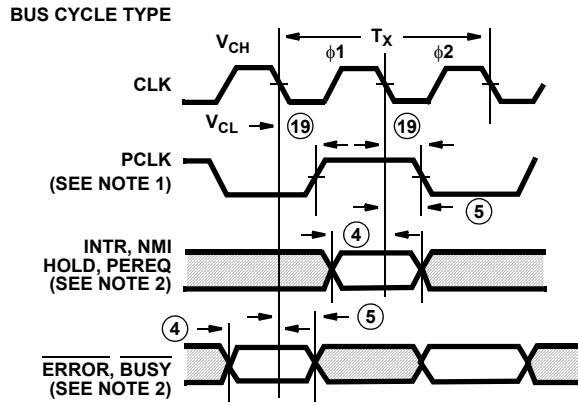 BUS CYCLE TYPE
V_CH
T_X
ϕ1
ϕ2
CLK
V_CL
19
19
PCLK
(SEE NOTE 1)
5
4
INTR, NMI
HOLD, PEREQ
(SEE NOTE 2)
4
5
ERROR, BUSY
(SEE NOTE 2)